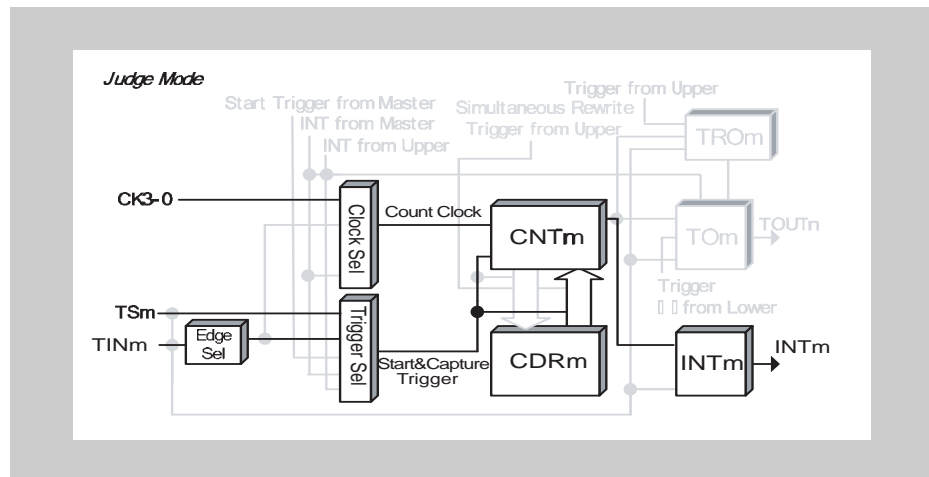 Judge Mode
Trigger from Upper
Start Trigger from Master
Simultaneous Rewrite
INT from Master
Trigger from Upper
INT from Upper
TROm
CK3-0
Clock Sel
Count Clock
CNTm
TOm
TOUTn
Trigger
from Lower
TSm
TINm
Edge
Sel
Trigger Sel
Start&Capture
Trigger
CDRm
INTm
INTm